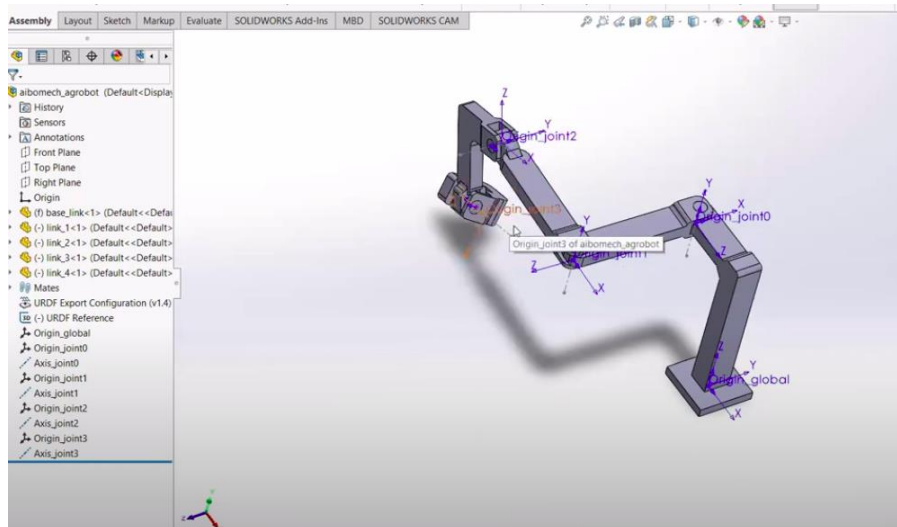 Assembly Layout Sketch Markup Evaluate SOLIDWORKS Add-Ins MBD SOLIDWORKS CAM
aibomech_agrobot (Default<Display
History
Sensors
Annotations
Front Plane
Top Plane
Right Plane
Origin
(f) base_link<1> (Default<<Defau
(-) link_1<1> (Default<<Default>
(-) link_2<1> (Default<<Default>
(-) link_3<1> (Default<<Default>
(-) link_4<1> (Default<<Default>
Mates
URDF Export Configuration (v1.4)
3D (-) URDF Reference
Origin_global
Origin_joint0
Axis_joint0
Origin_joint1
Axis_joint1
Origin_joint2
Axis_joint2
Origin_joint3
Axis_joint3
Z
Y
Origin_joint2
X
Origin_joint3
Y
X
Origin_joint0
Z
Y
Origin_joint3 of aibomech_agrobot
Origin_joint1
Z
X
Z
Y
Origin_global
X
Y
Z